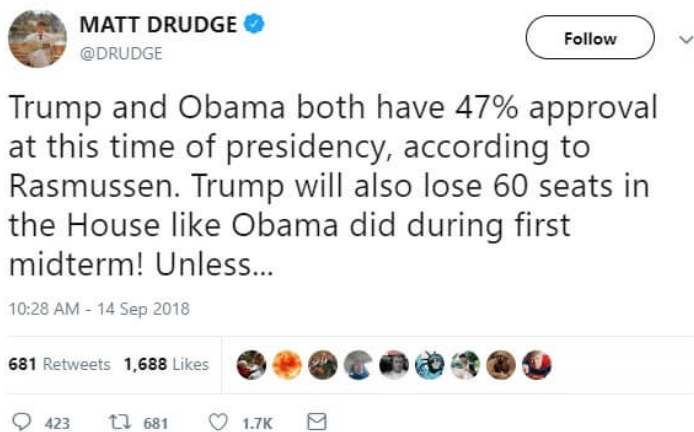 MATT DRUDGE
@DRUDGE
Follow
Trump and Obama both have 47% approval
at this time of presidency, according to
Rasmussen. Trump will also lose 60 seats in
the House like Obama did during first
midterm! Unless...
10:28 AM - 14 Sep 2018
681 Retweets 1,688 Likes
423 681 1.7K